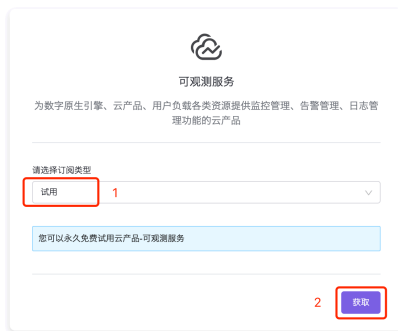 可观测服务
为数字原生引擎、云产品、用户负载各类资源提供监控管理、告警管理、日志管
理功能的云产品
请选择订阅类型
试用 1
您可以永久免费试用云产品-可观测服务
2 获取